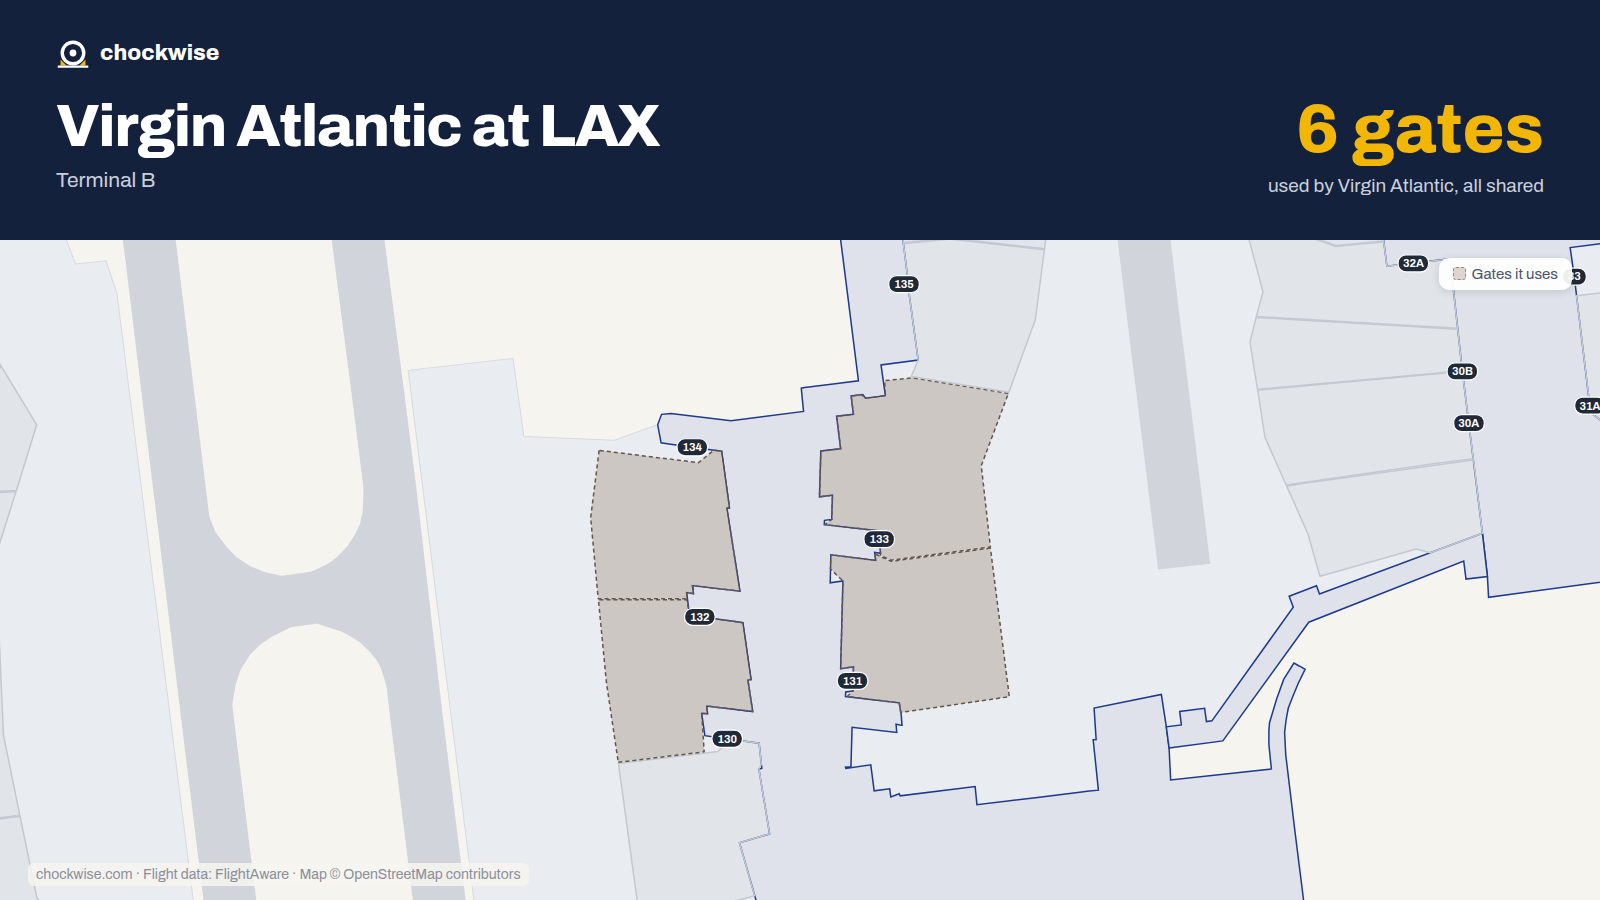 chockwise
Virgin Atlantic at LAX
Terminal B
6 gates
used by Virgin Atlantic, all shared
32A
Gates it uses
135
30B
31A
30A
134
133
132
131
130
chockwise.com · Flight data: FlightAware · Map © OpenStreetMap contributors